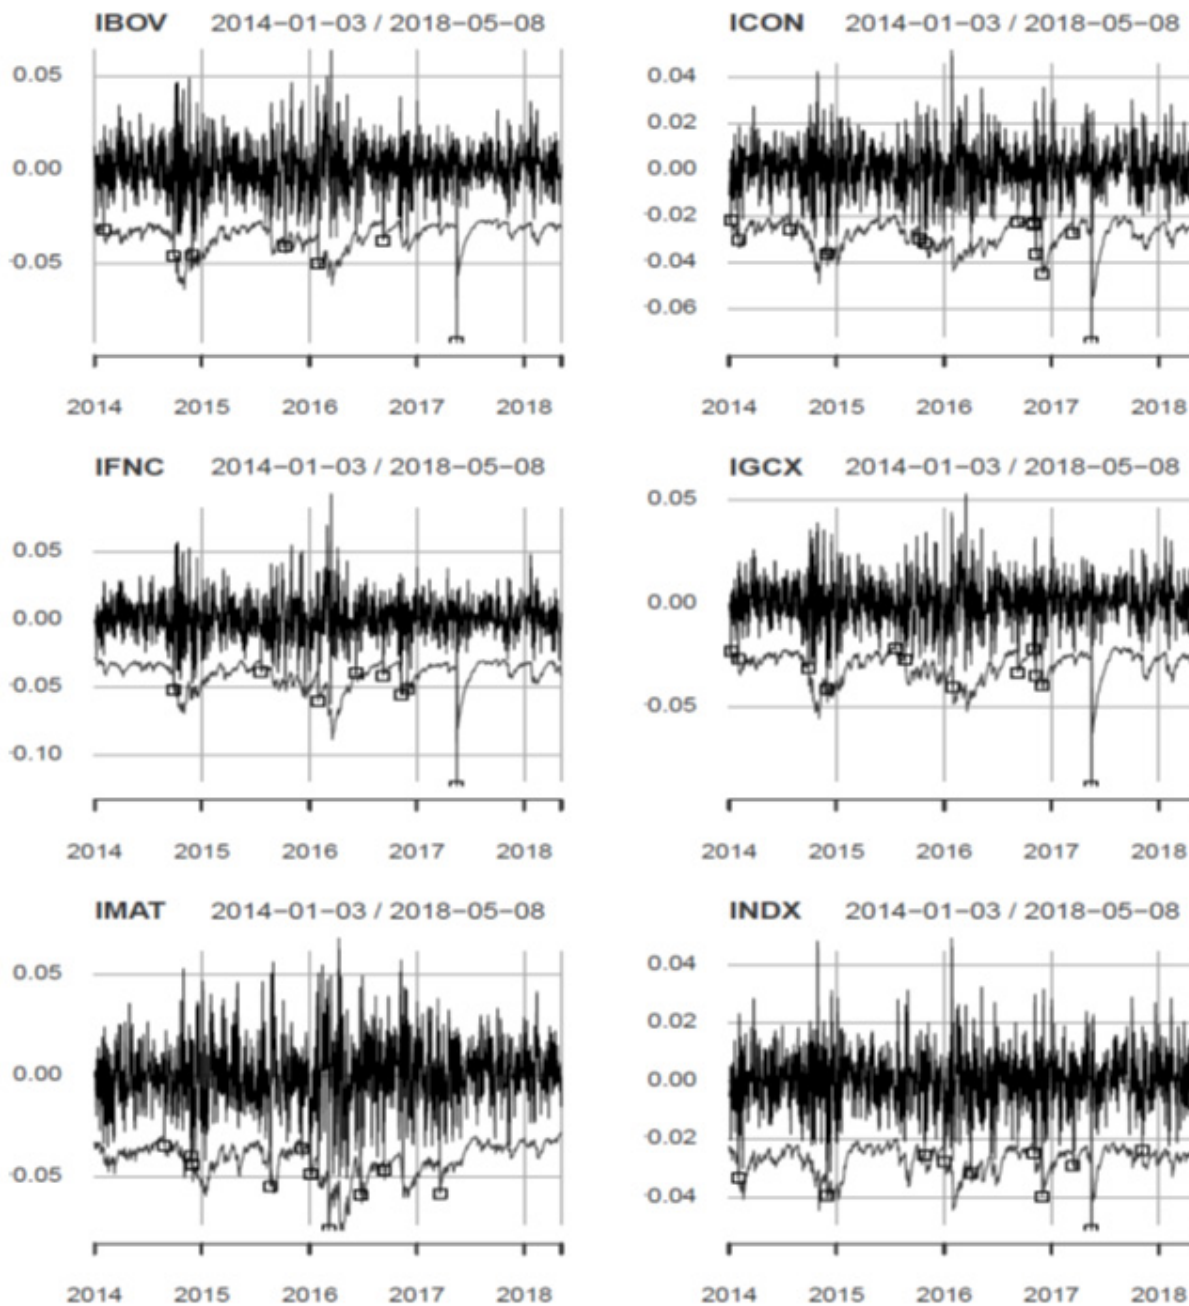 IBOV 2014-01-03 / 2018-05-08
0.05
0.00
-0.05
2014 2015 2016 2017 2018
ICON 2014-01-03 / 2018-05-08
0.04
0.02
0.00
-0.02
-0.04
-0.06
2014 2015 2016 2017 2018
IFNC 2014-01-03 / 2018-05-08
0.05
0.00
-0.05
-0.10
2014 2015 2016 2017 2018
IGCX 2014-01-03 / 2018-05-08
0.05
0.00
-0.05
2014 2015 2016 2017 2018
IMAT 2014-01-03 / 2018-05-08
0.05
0.00
-0.05
2014 2015 2016 2017 2018
INDX 2014-01-03 / 2018-05-08
0.04
0.02
0.00
-0.02
-0.04
2014 2015 2016 2017 2018